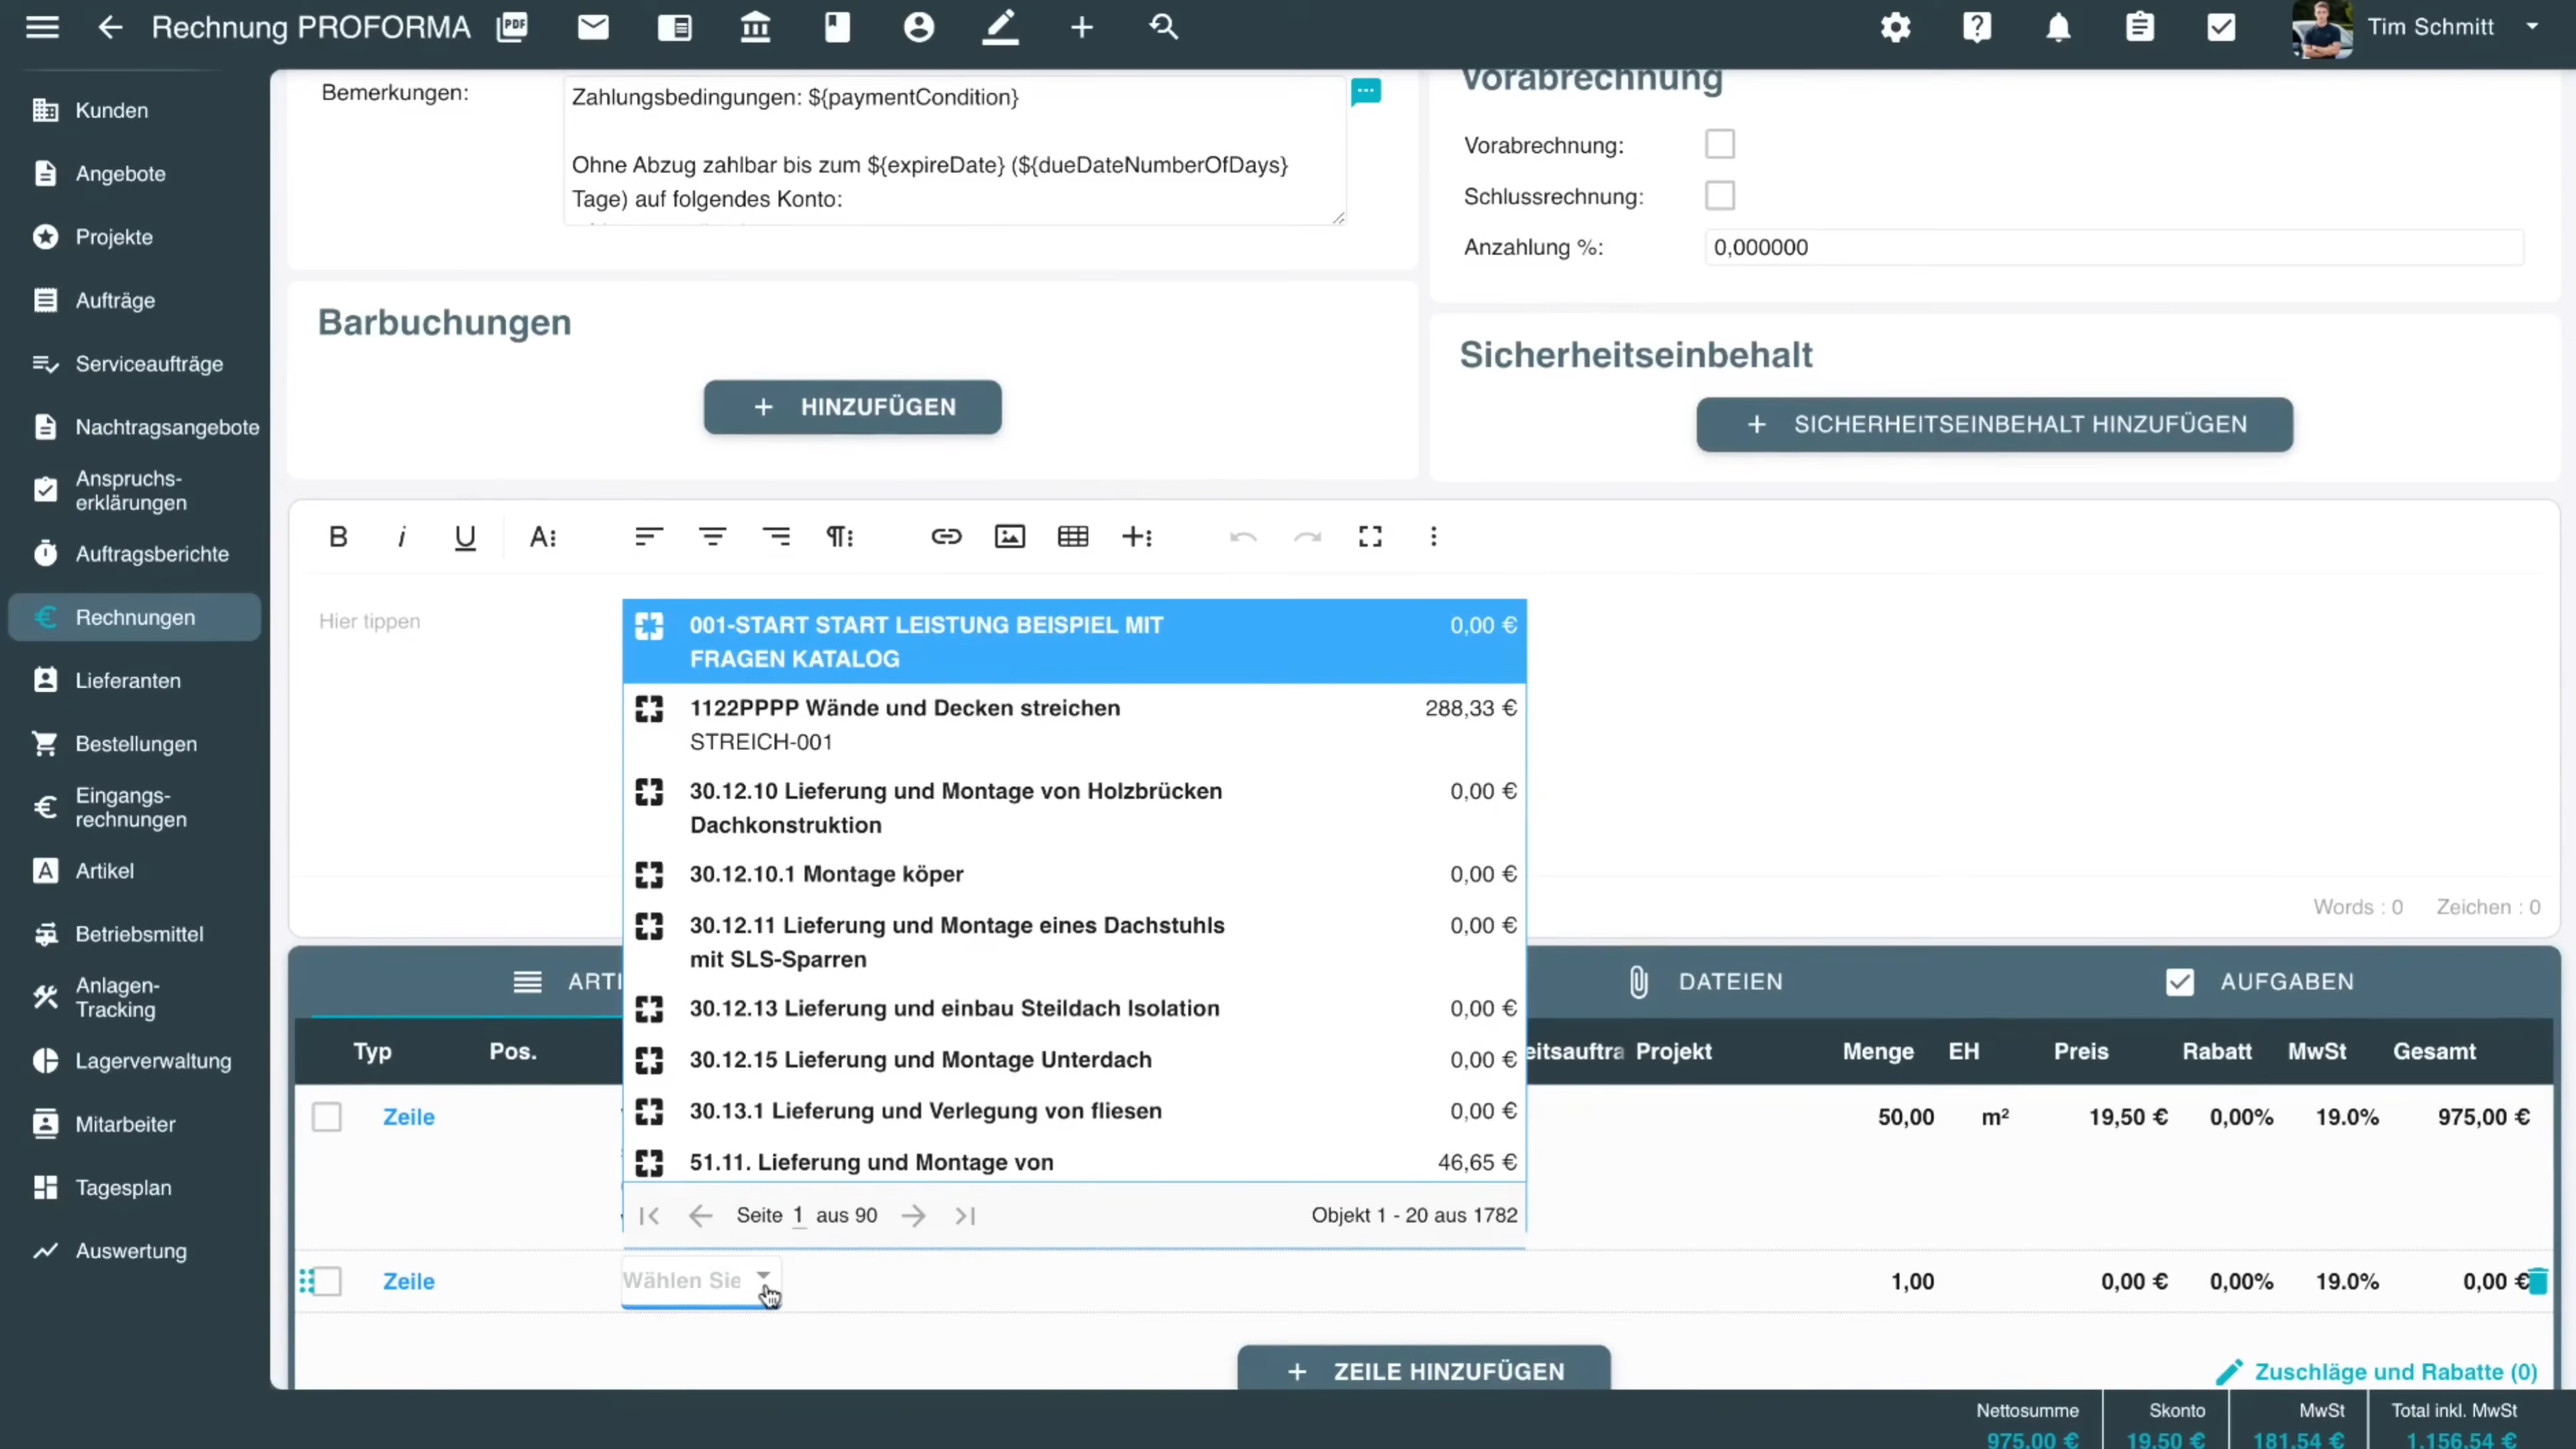 Rechnung PROFORMA
PDF
Tim Schmitt
Kunden
Angebote
Projekte
Aufträge
Serviceaufträge
Nachtragsangebote
Anspruchs-
erklärungen
Auftragsberichte
Rechnungen
Lieferanten
Bestellungen
Eingangs-
rechnungen
Artikel
Betriebsmittel
Anlagen-
Tracking
Lagerverwaltung
Mitarbeiter
Tagesplan
Auswertung
Bemerkungen:
Zahlungsbedingungen: ${paymentCondition}
Ohne Abzug zahlbar bis zum ${expireDate} (${dueDateNumberOfDays}
Tage) auf folgendes Konto:
Vorabrechnung
Vorabrechnung:
Schlussrechnung:
Anzahlung %: 0,000000
Barbuchungen
+ HINZUFÜGEN
Sicherheitseinbehalt
+ SICHERHEITSEINBEHALT HINZUFÜGEN
Hier tippen
001-START START LEISTUNG BEISPIEL MIT 0,00 €
FRAGEN KATALOG
1122PPPP Wände und Decken streichen 288,33 €
STREICH-001
30.12.10 Lieferung und Montage von Holzbrücken 0,00 €
Dachkonstruktion
30.12.10.1 Montage köper 0,00 €
30.12.11 Lieferung und Montage eines Dachstuhls 0,00 €
mit SLS-Sparren
30.12.13 Lieferung und einbau Steildach Isolation 0,00 €
30.12.15 Lieferung und Montage Unterdach 0,00 €
30.13.1 Lieferung und Verlegung von fliesen 0,00 €
51.11. Lieferung und Montage von 46,65 €
Seite 1 aus 90 Objekt 1 - 20 aus 1782
Words : 0 Zeichen : 0
ARTI DATEIEN AUFGABEN
Typ Pos. eitsauftra Projekt Menge EH Preis Rabatt MwSt Gesamt
Zeile 50,00 m² 19,50 € 0,00% 19.0% 975,00 €
Zeile Wählen Sie 1,00 0,00 € 0,00% 19.0% 0,00 €
+ ZEILE HINZUFÜGEN
Zuschläge und Rabatte (0)
Nettosumme Skonto MwSt Total inkl. MwSt
975,00 € 19,50 € 181,54 € 1.156,54 €